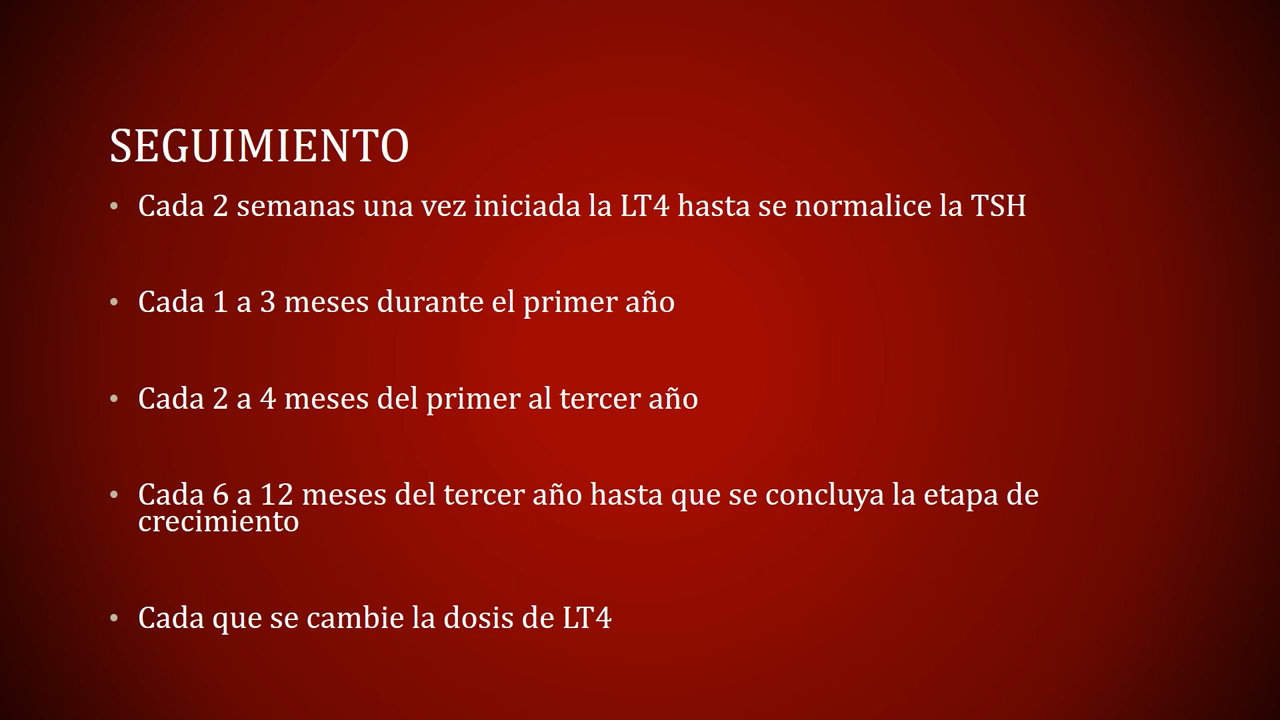 SEGUIMIENTO
• Cada 2 semanas una vez iniciada la LT4 hasta se normalice la TSH
• Cada 1 a 3 meses durante el primer año
• Cada 2 a 4 meses del primer al tercer año
• Cada 6 a 12 meses del tercer año hasta que se concluya la etapa de
crecimiento
• Cada que se cambie la dosis de LT4